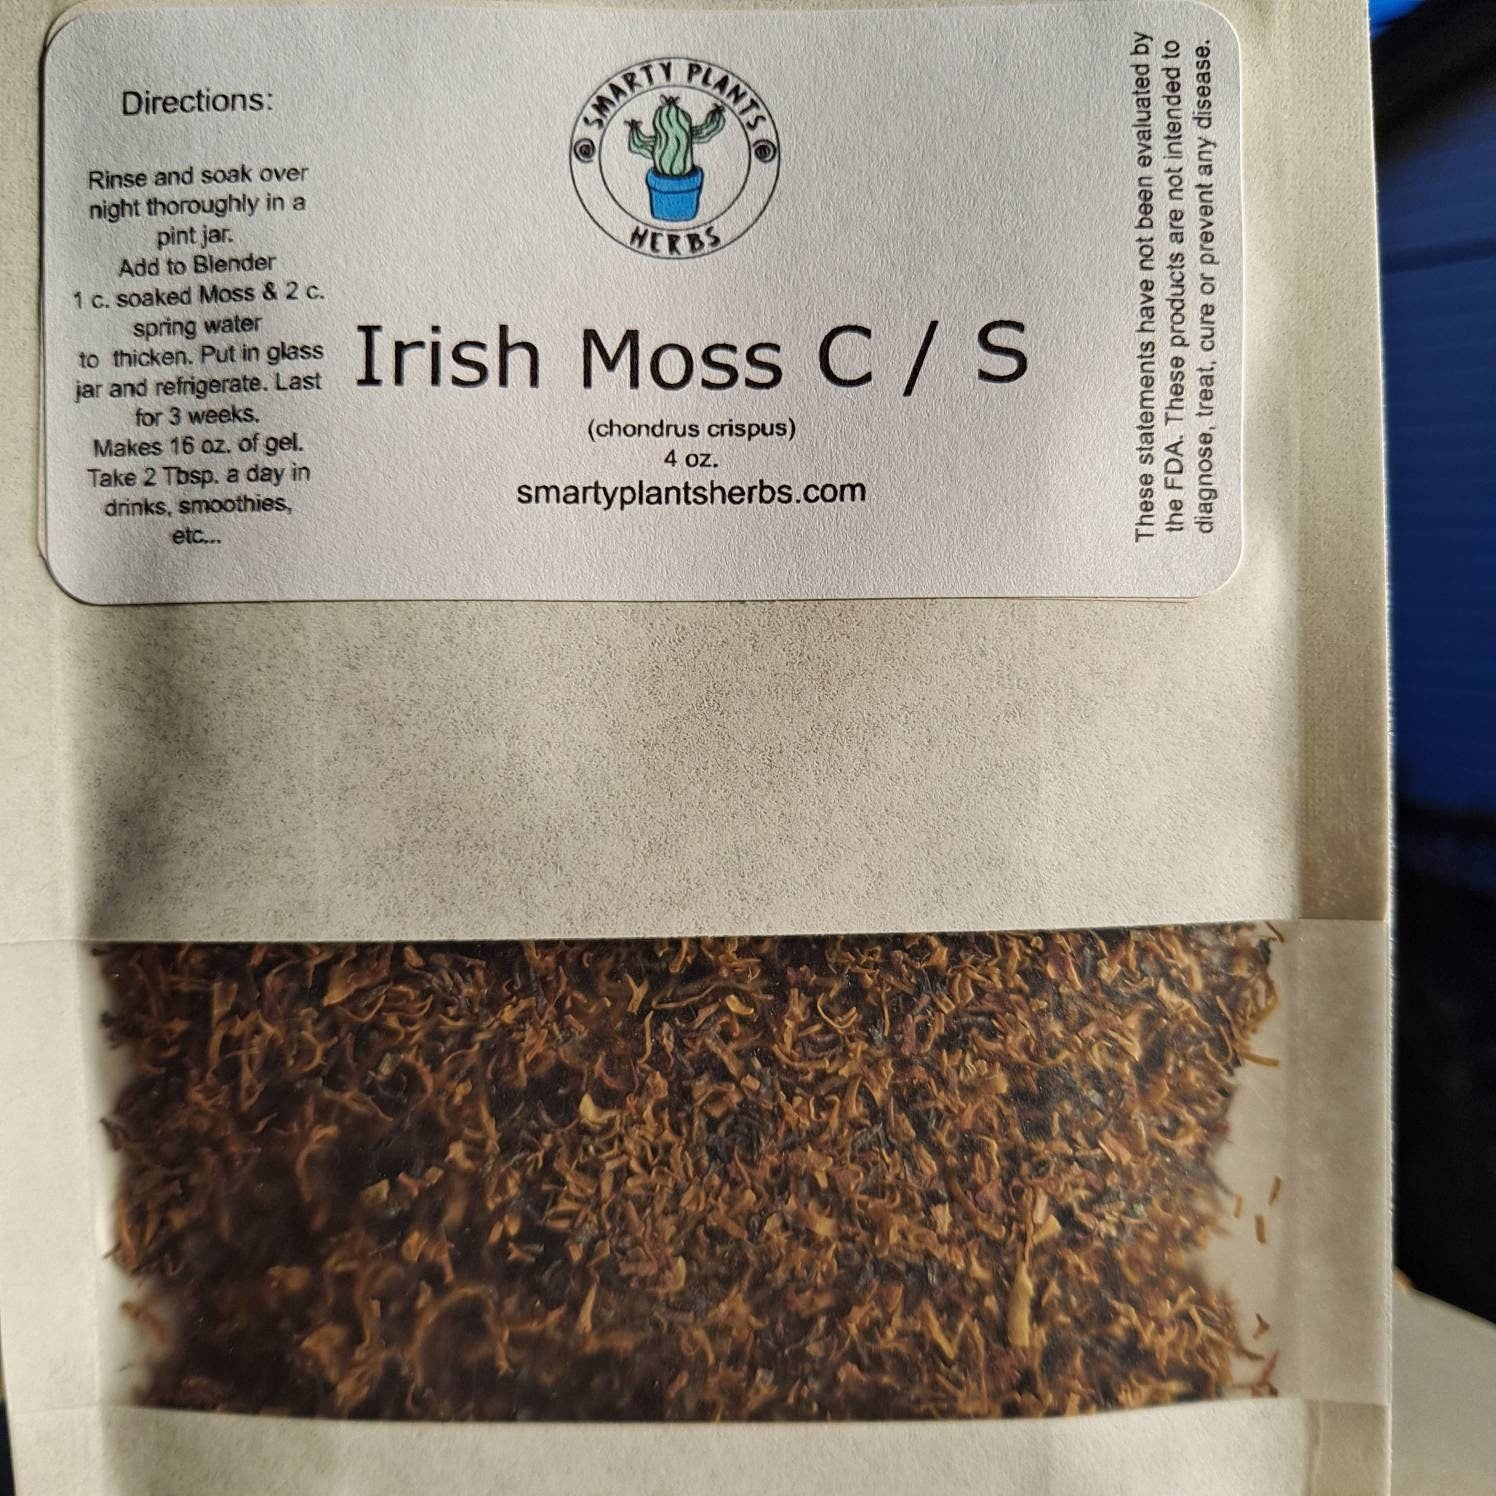 Directions:
Rinse and soak over
night thoroughly in a
pint jar.
Add to Blender
1 c. soaked Moss & 2 c.
spring water
to thicken. Put in glass
jar and refrigerate. Last
for 3 weeks.
Makes 16 oz. of gel.
Take 2 Tbsp. a day in
drinks, smoothies,
etc...
SMARTY PLANTS
HERBS
Irish Moss C / S
(chondrus crispus)
4 oz.
smartyplantsherbs.com
These statements have not been evaluated by
the FDA. These products are not intended to
diagnose, treat, cure or prevent any disease.